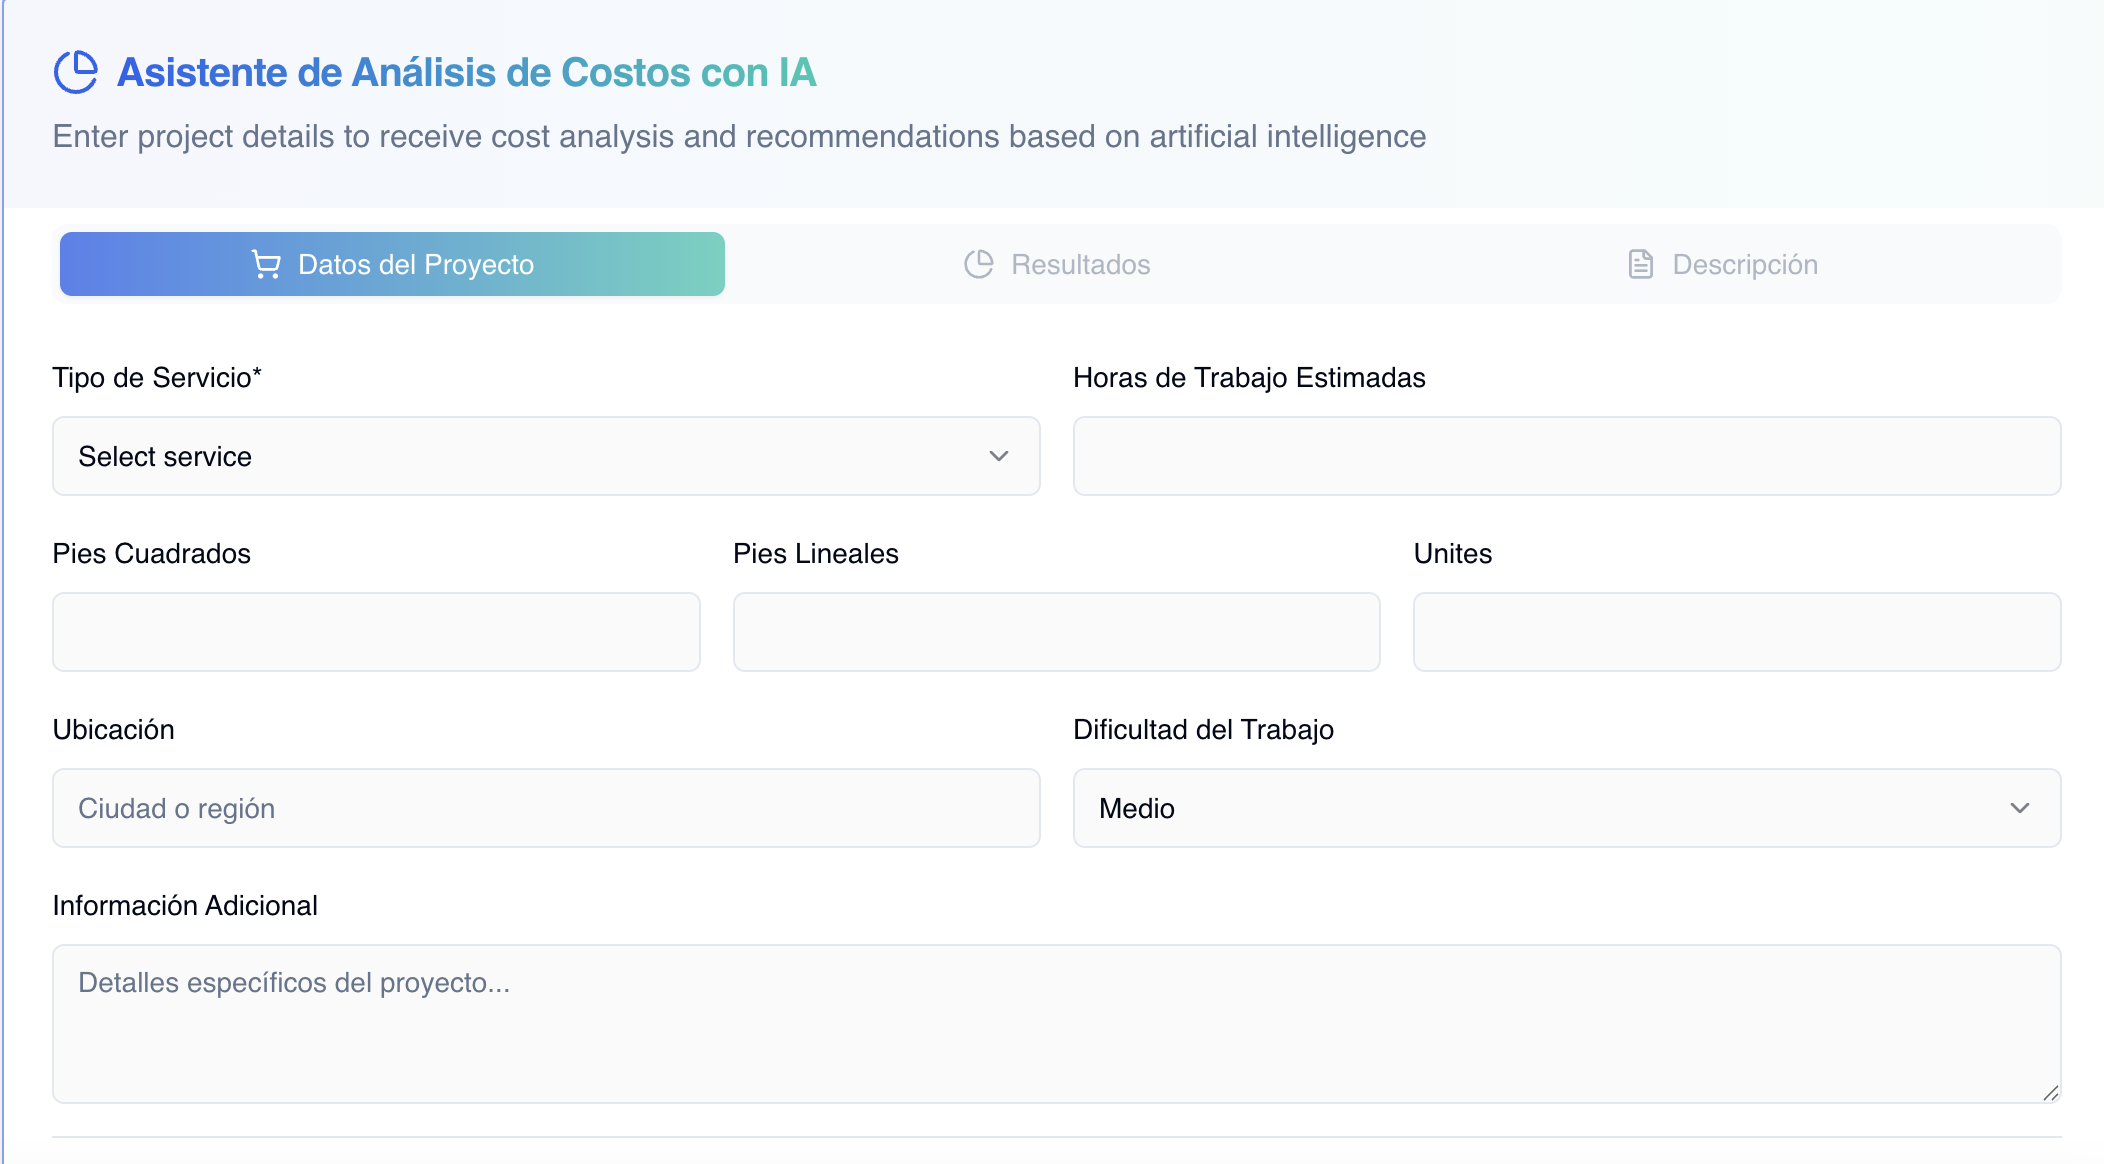 Asistente de Análisis de Costos con IA
Enter project details to receive cost analysis and recommendations based on artificial intelligence
Datos del Proyecto
Resultados
Descripción
Tipo de Servicio*
Horas de Trabajo Estimadas
Select service
Pies Cuadrados
Pies Lineales
Unites
Ubicación
Dificultad del Trabajo
Ciudad o región
Medio
Información Adicional
Detalles específicos del proyecto...